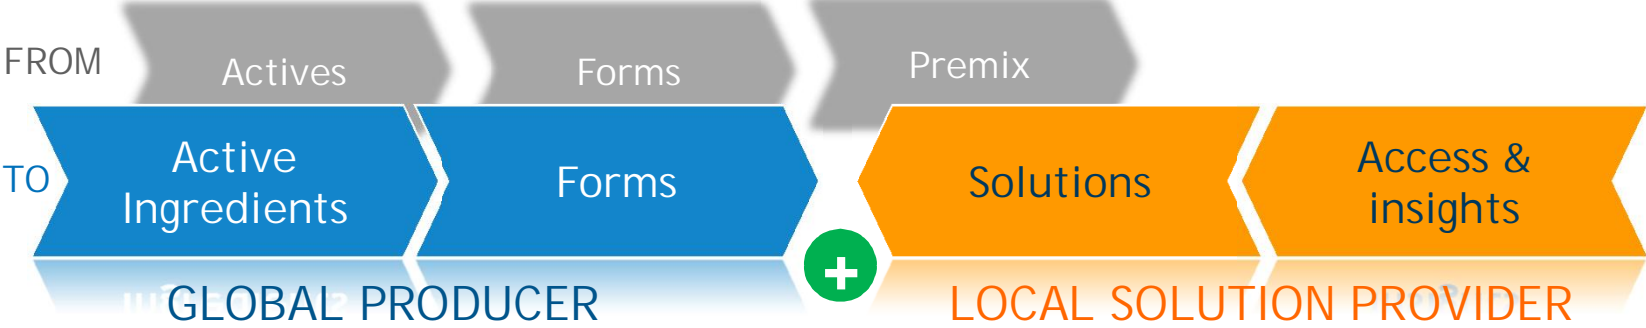 FROM
Actives
Forms
Premix
TO
Active
Ingredients
Forms
Solutions
Access &
insights
+
GLOBAL PRODUCER
LOCAL SOLUTION PROVIDER